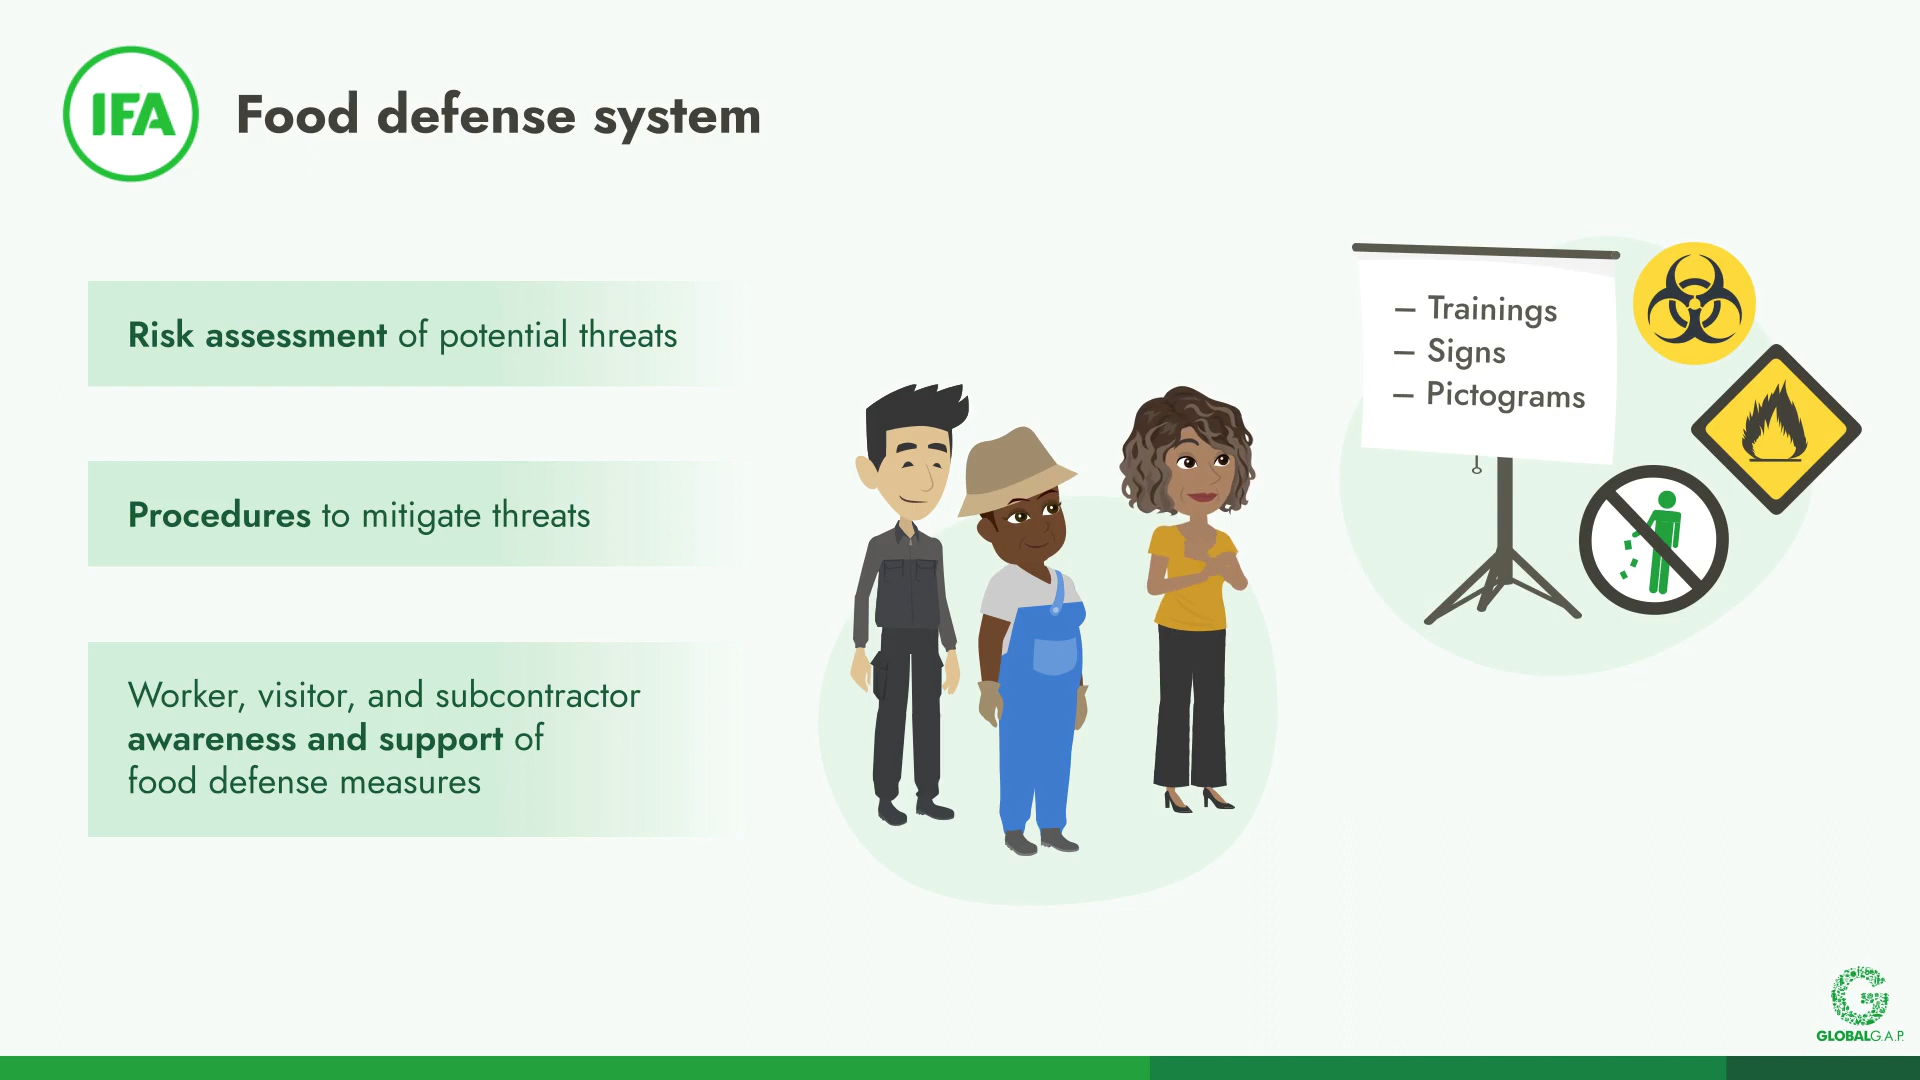 IFA
Food defense system
Risk assessment of potential threats
Procedures to mitigate threats
Worker, visitor, and subcontractor
awareness and support of
food defense measures
– Trainings
– Signs
– Pictograms
G
GLOBALG.A.P.